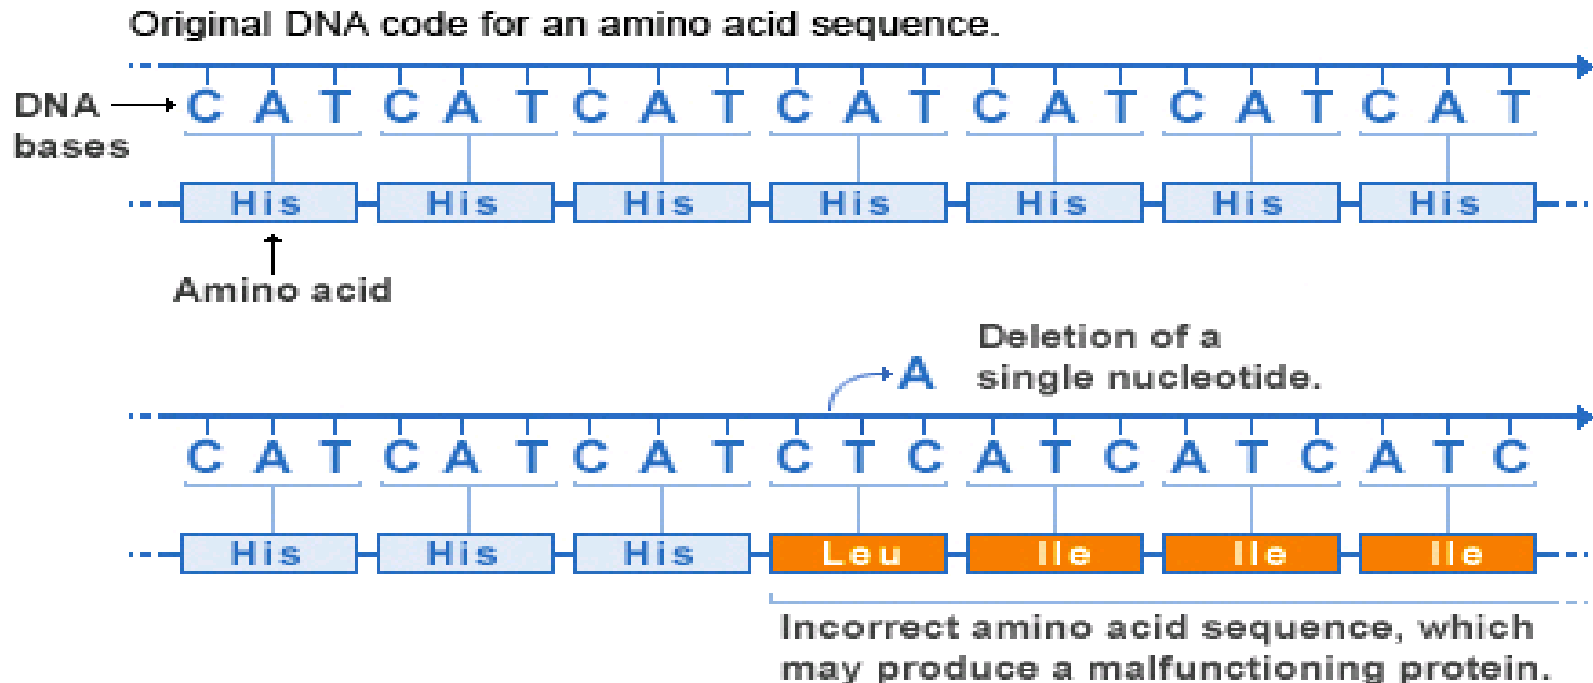 Original DNA code for an amino acid sequence.
DNA bases
C A T C A T C A T C A T C A T C A T C A T
His His His His His His His
Amino acid
A
Deletion of a
single nucleotide.
C A T C A T C A T C T C A T C A T C A T C
His His His Leu Ile Ile Ile
Incorrect amino acid sequence, which
may produce a malfunctioning protein.